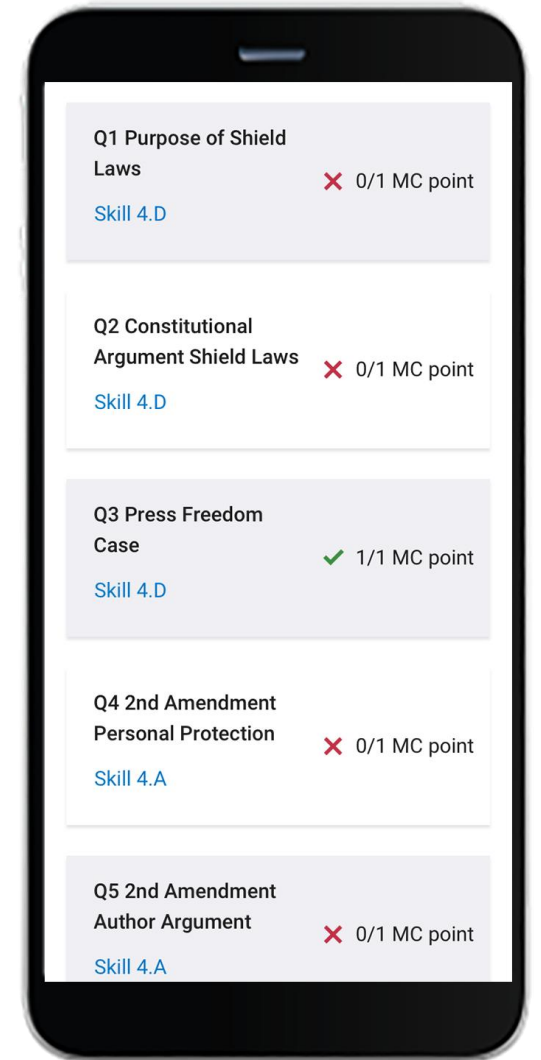 Q1 Purpose of Shield
Laws
Skill 4.D
0/1 MC point
Q2 Constitutional
Argument Shield Laws
Skill 4.D
0/1 MC point
Q3 Press Freedom
Case
Skill 4.D
1/1 MC point
Q4 2nd Amendment
Personal Protection
Skill 4.A
0/1 MC point
Q5 2nd Amendment
Author Argument
Skill 4.A
0/1 MC point